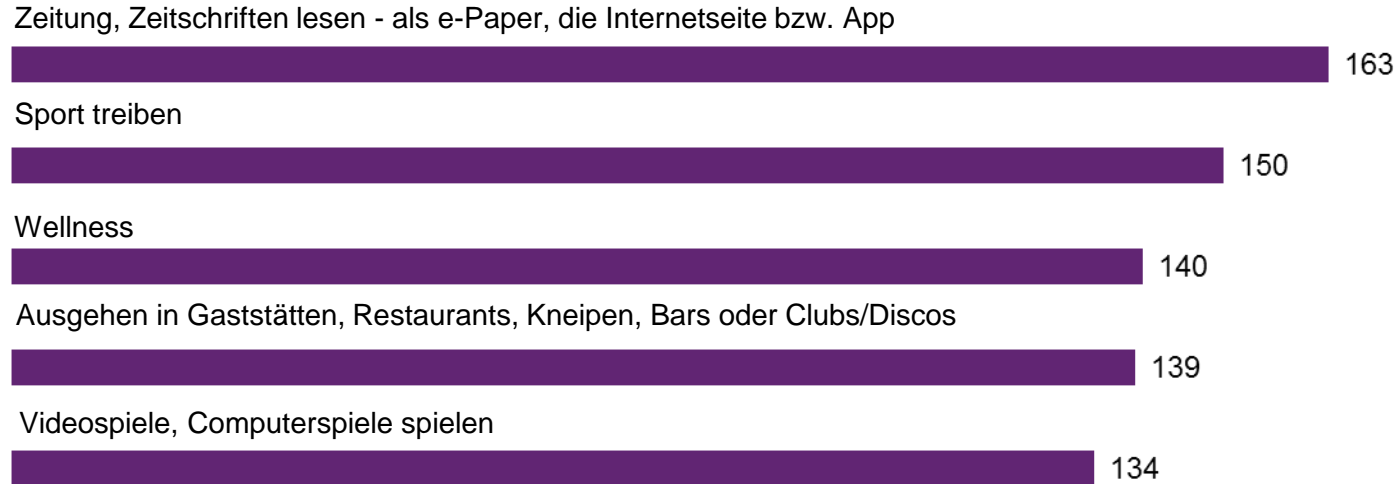 Zeitung, Zeitschriften lesen - als e-Paper, die Internetseite bzw. App
163
Sport treiben
150
Wellness
140
Ausgehen in Gaststätten, Restaurants, Kneipen, Bars oder Clubs/Discos
139
Videospiele, Computerspiele spielen
134